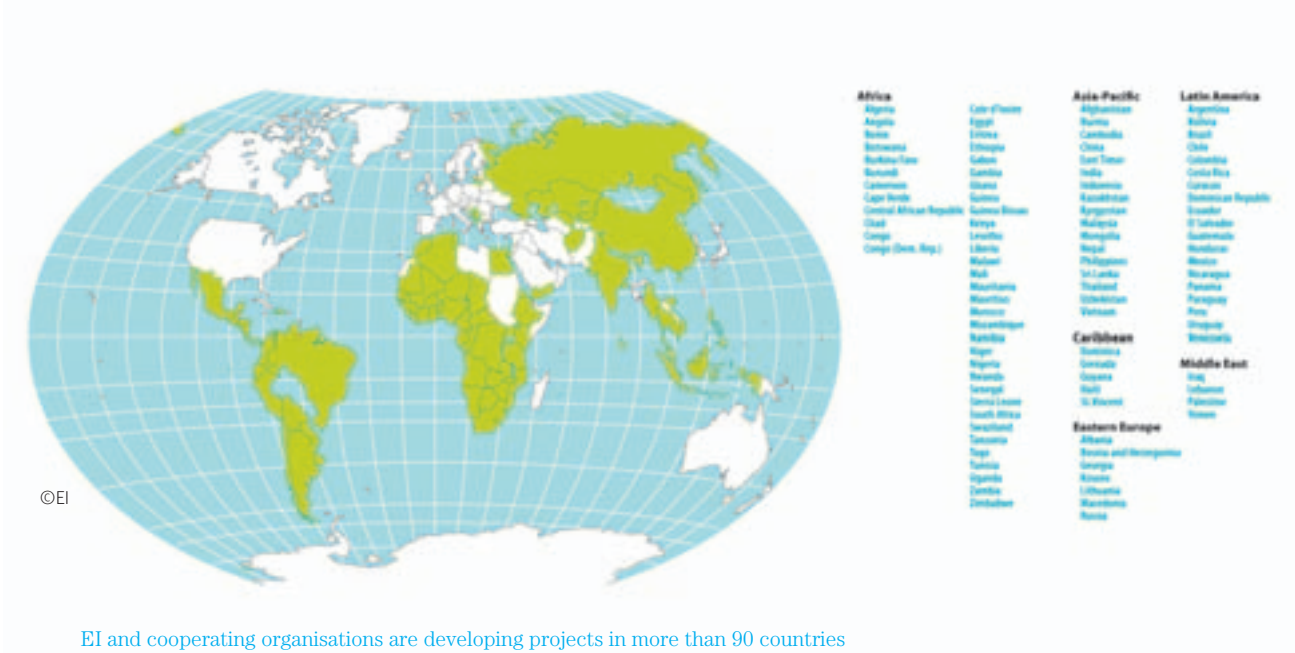 Africa
Algeria
Angola
Benin
Botswana
Burkina Faso
Burundi
Cameroon
Cape Verde
Central African Republic
Chad
Congo
Congo (Dem. Rep.)
Cote d'Ivoire
Egypt
Eritrea
Ethiopia
Gabon
Gambia
Ghana
Guinea
Guinea Bissau
Kenya
Lesotho
Liberia
Malawi
Mali
Mauritania
Mauritius
Morocco
Mozambique
Namibia
Niger
Nigeria
Rwanda
Senegal
Sierra Leone
South Africa
Swaziland
Tanzania
Togo
Tunisia
Uganda
Zambia
Zimbabwe
Asia-Pacific
Afghanistan
Burma
Cambodia
China
East Timor
India
Indonesia
Kazakhstan
Kyrgyzstan
Malaysia
Mongolia
Nepal
Philippines
Sri Lanka
Thailand
Uzbekistan
Vietnam
Caribbean
Dominica
Grenada
Guyana
Haiti
St. Vincent
Eastern Europe
Albania
Bosnia and Herzegovina
Georgia
Kosovo
Lithuania
Macedonia
Russia
Latin America
Argentina
Bolivia
Brazil
Chile
Colombia
Costa Rica
Curacao
Dominican Republic
Ecuador
El Salvador
Guatemala
Honduras
Mexico
Nicaragua
Panama
Paraguay
Peru
Uruguay
Venezuela
Middle East
Iraq
Lebanon
Palestine
Yemen
©EI
EI and cooperating organisations are developing projects in more than 90 countries